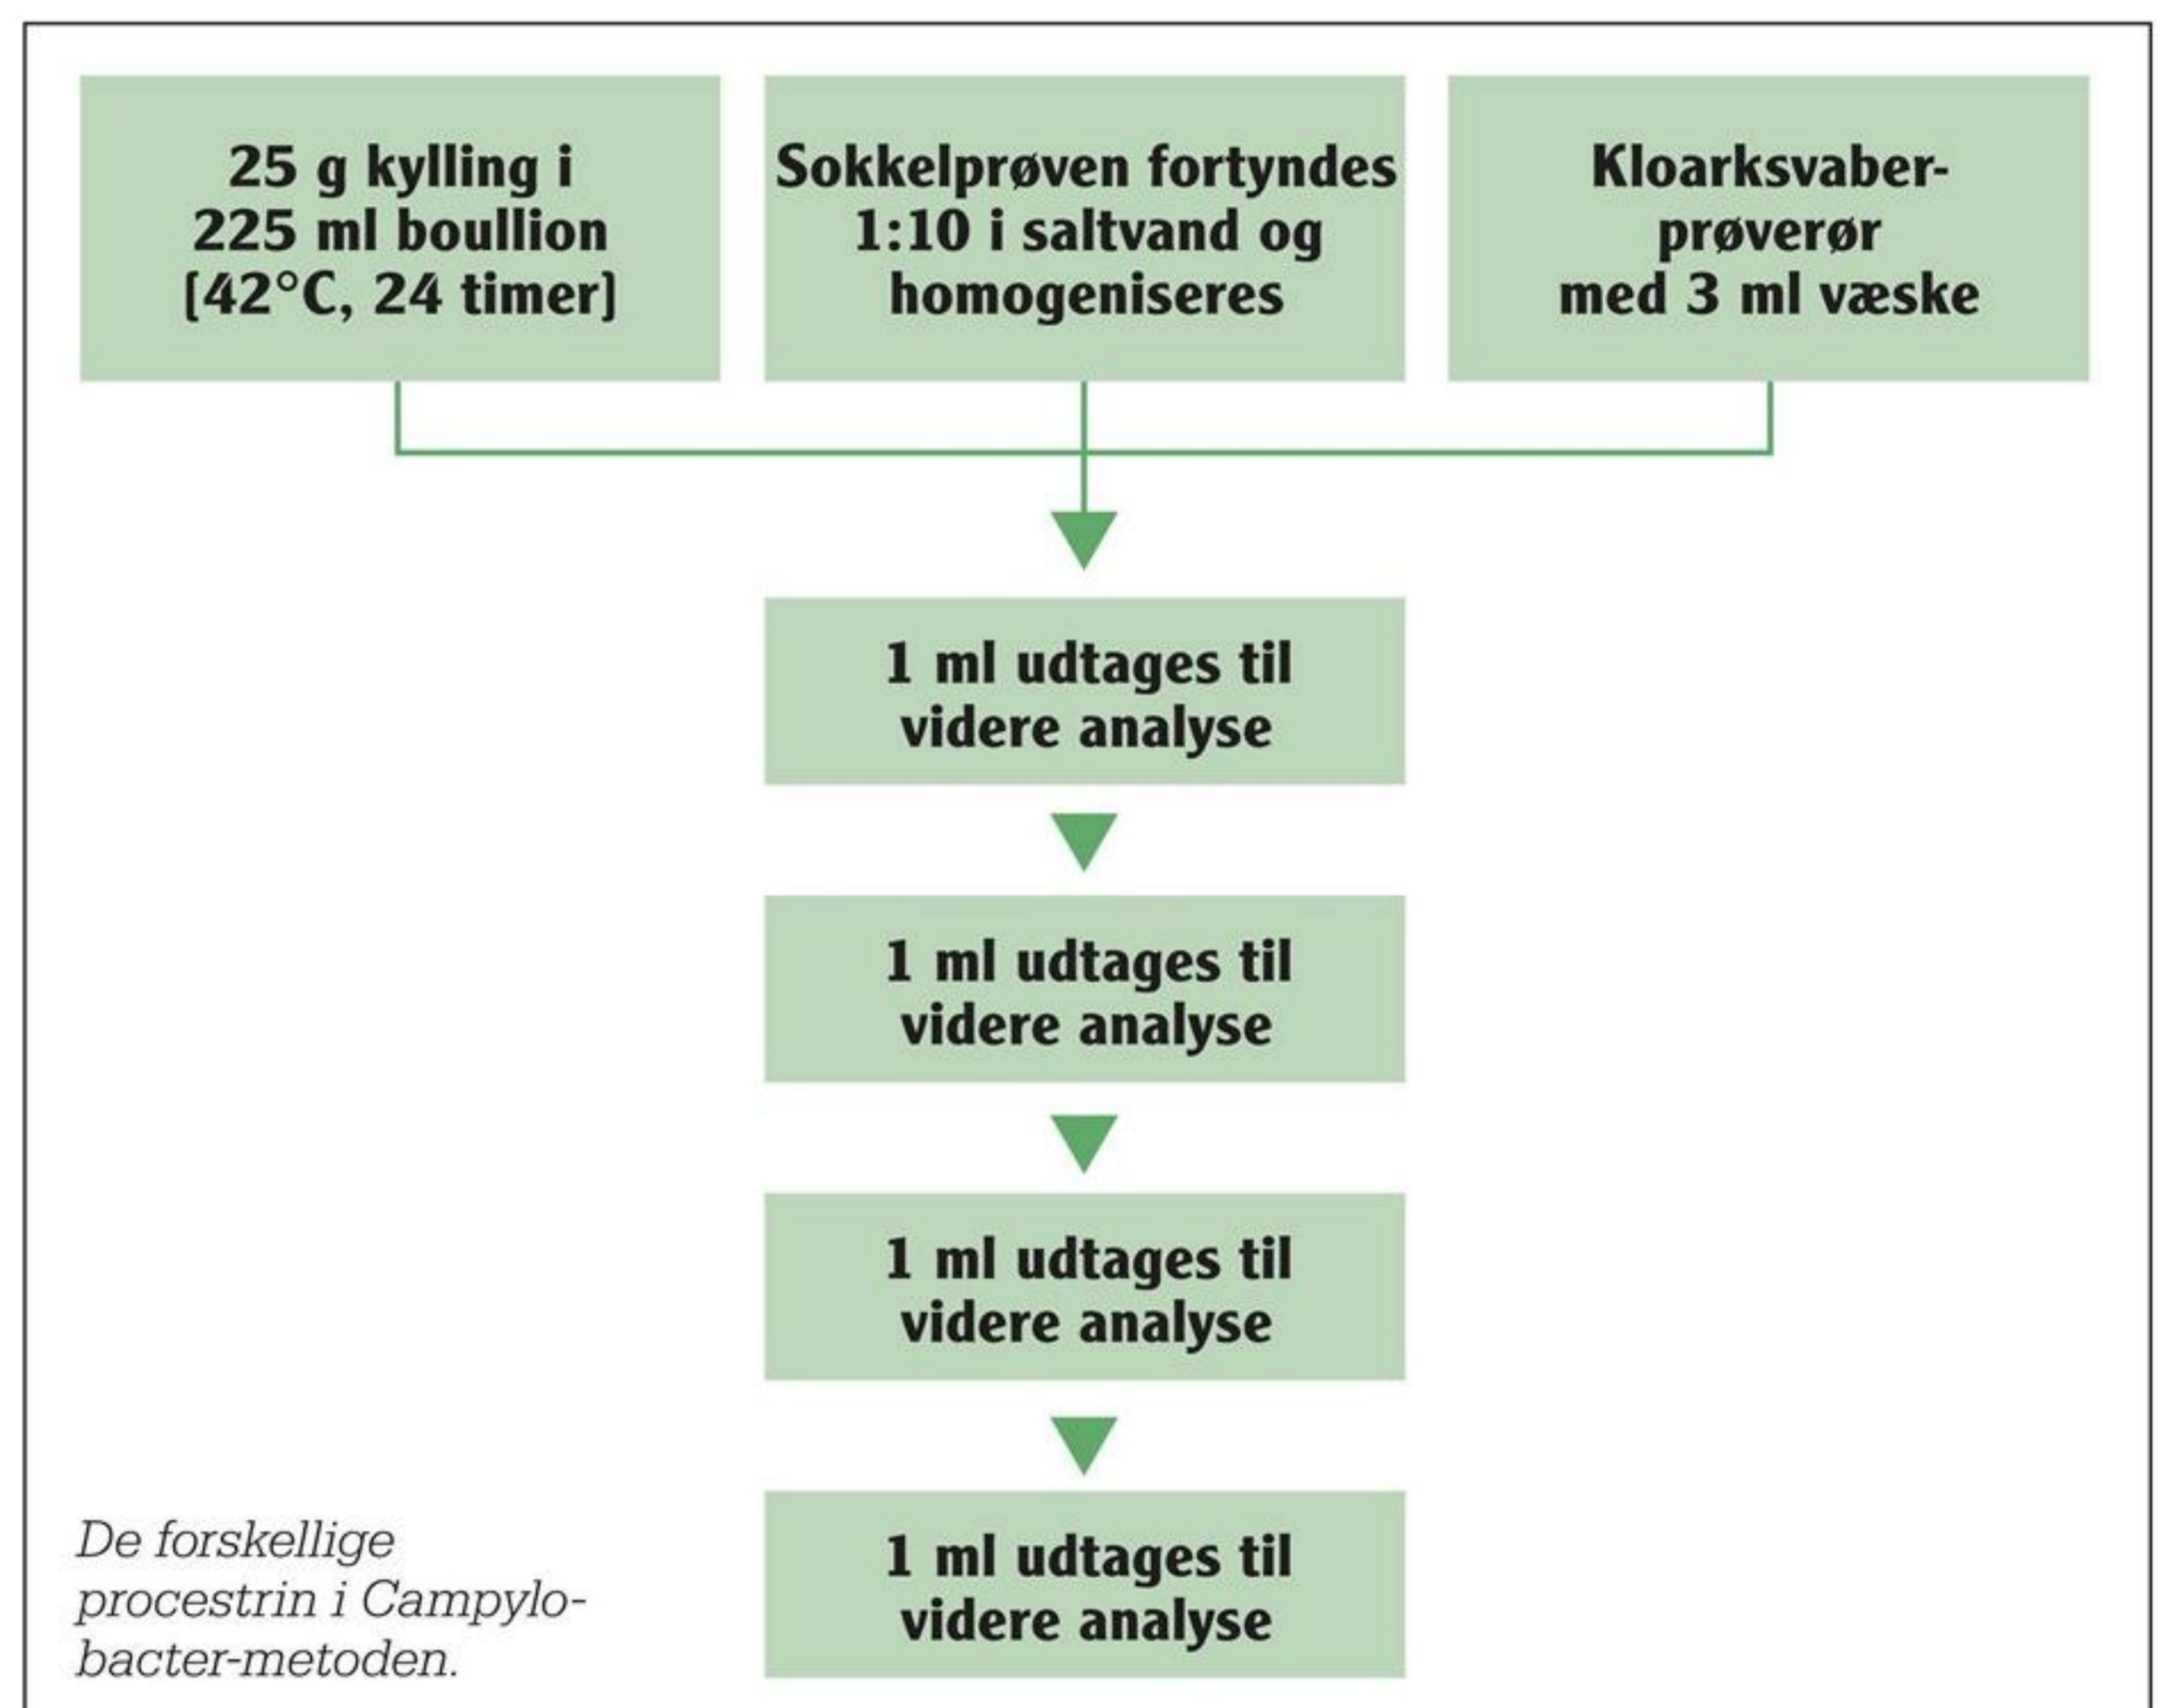 25 g kylling i
225 ml boullion
[42°C, 24 timer]
Sokkelprøven fortyndes
1:10 i saltvand og
homogeniseres
Kloarksvaber-
prøverør
med 3 ml væske
1 ml udtages til
videre analyse
1 ml udtages til
videre analyse
1 ml udtages til
videre analyse
1 ml udtages til
videre analyse
De forskellige
procestrin i Campylo-
bacter-metoden.